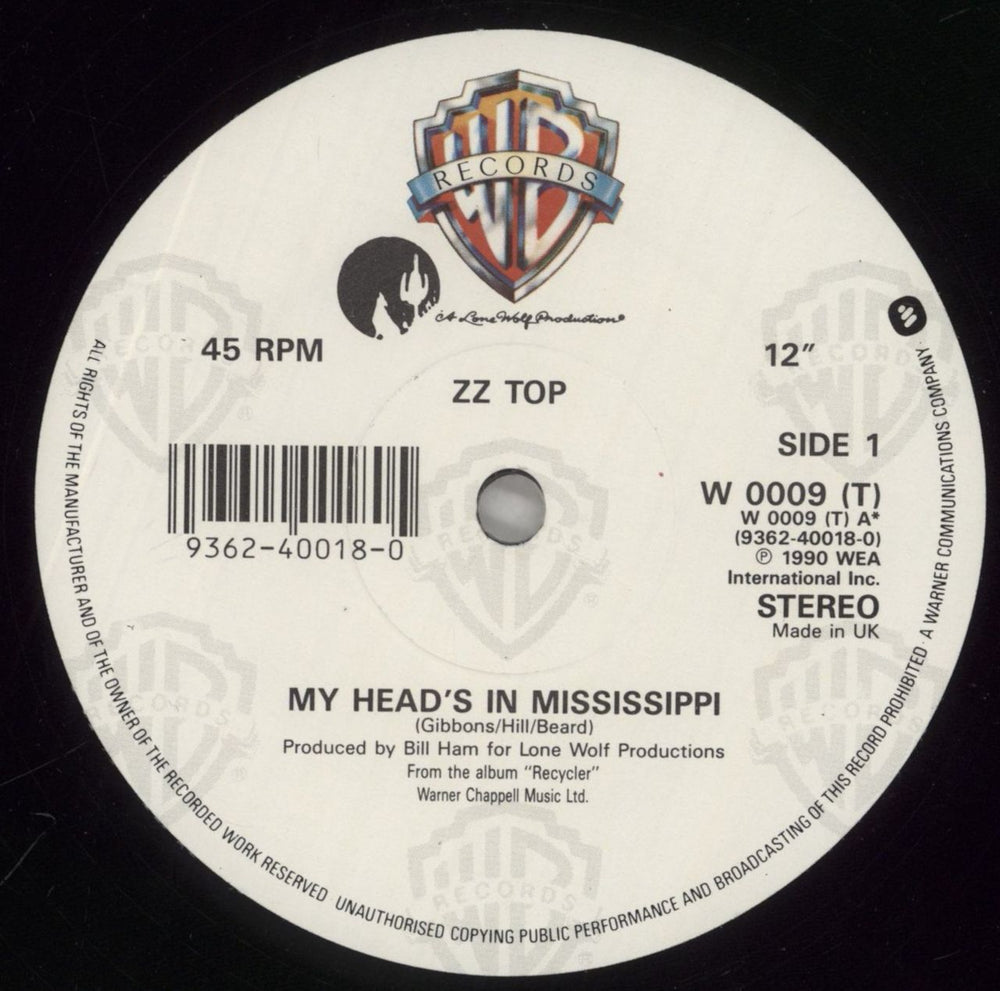 WB
RECORDS
A Lone Wolf Production
45 RPM
12"
ZZ TOP
SIDE 1
W 0009 (T)
W 0009 (T) A*
(9362-40018-0)
℗ 1990 WEA
International Inc.
STEREO
Made in UK
9362-40018-0
MY HEAD'S IN MISSISSIPPI
(Gibbons/Hill/Beard)
Produced by Bill Ham for Lone Wolf Productions
From the album "Recycler"
Warner Chappell Music Ltd.
ALL RIGHTS OF THE MANUFACTURER AND OF THE OWNER OF THE RECORDED WORK RESERVED UNAUTHORISED COPYING PUBLIC PERFORMANCE AND BROADCASTING OF THIS RECORD PROHIBITED · A WARNER COMMUNICATIONS COMPANY